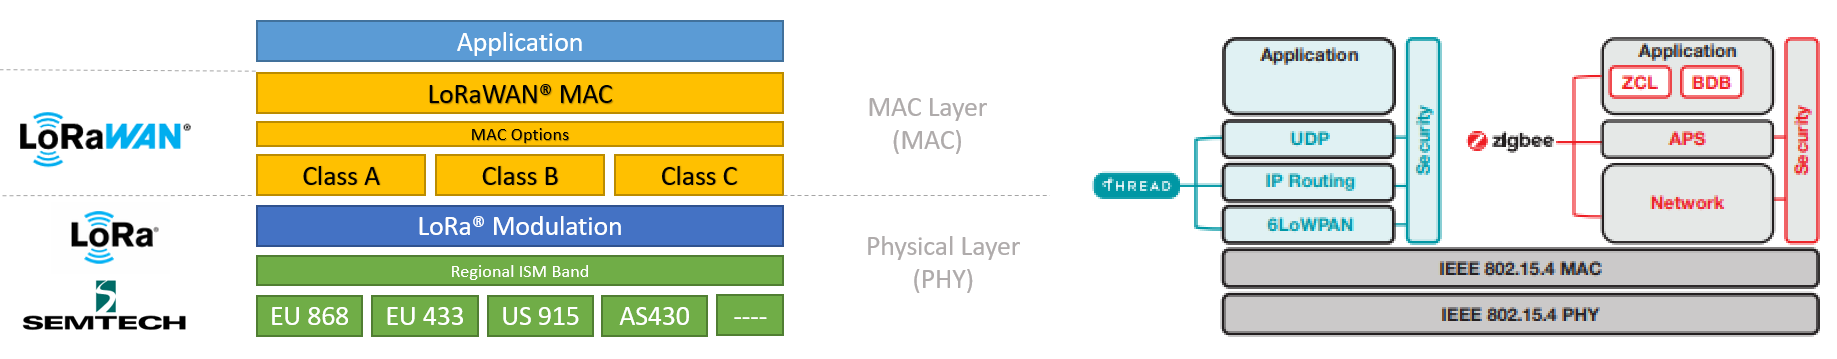 Application
LoRaWAN® MAC
MAC Options
Class A
Class B
Class C
LoRaWAN®
MAC Layer
(MAC)
LoRa® Modulation
Regional ISM Band
EU 868
EU 433
US 915
AS430
----
LoRa®
SEMTECH
Physical Layer
(PHY)
Application
UDP
IP Routing
6LoWPAN
Security
THREAD
zigbee
Application
ZCL
BDB
APS
Network
Security
IEEE 802.15.4 MAC
IEEE 802.15.4 PHY